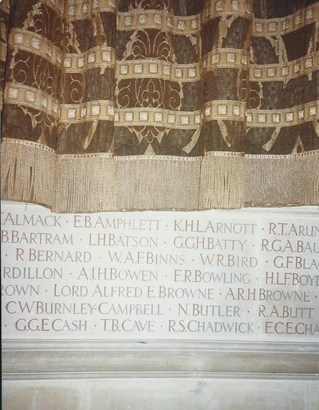 ALMACK · E.B.AMPHLETT · K.H.L.ARNOTT · R.T.ARUN
B.BARTRAM · L.H.BATSON · G.G.H.BATTY · R.G.A.BAU
R.BERNARD · W.A.F.BINNS · W.R.BIRD · G.F.BLA
RDILLON · A.I.H.BOWEN · F.R.BOWLING · H.L.F.BOYD
ROWN · LORD ALFRED E.BROWNE · A.R.H.BROWNE ·
C.W.BURNLEY-CAMPBELL · N.BUTLER · R.A.BUTT
· G.G.E.CASH · T.B.CAVE · R.S.CHADWICK · E.C.E.CHA